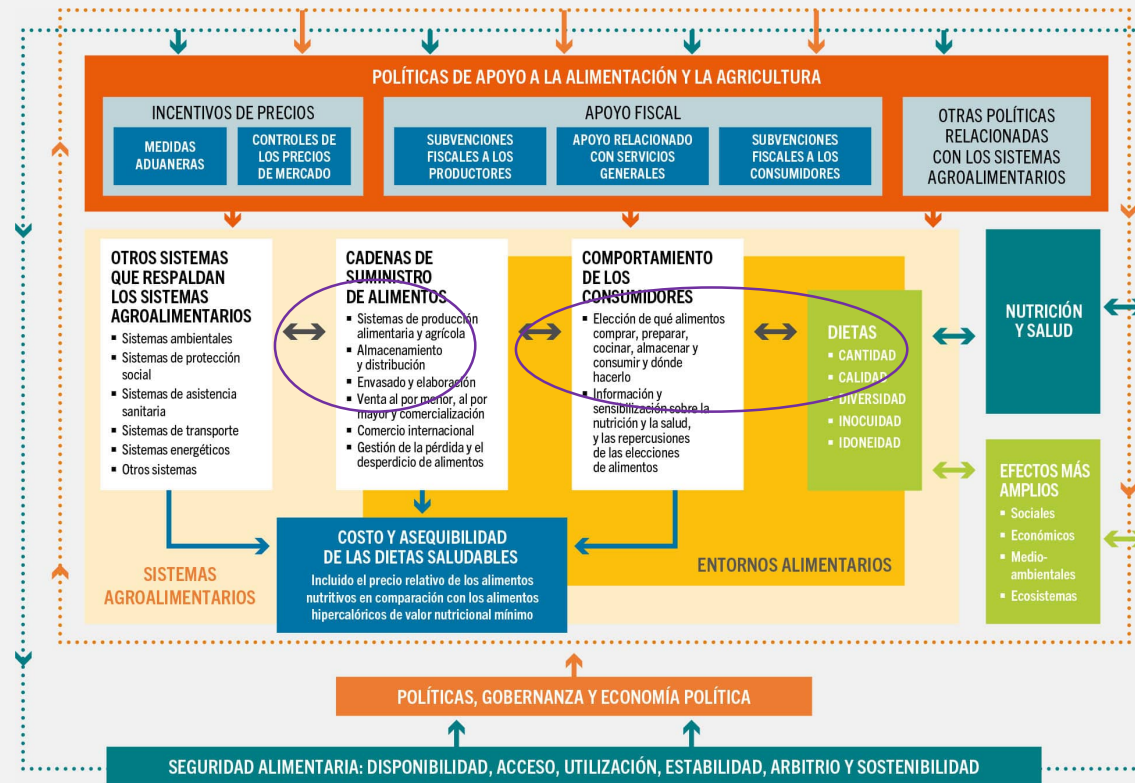 POLÍTICAS DE APOYO A LA ALIMENTACIÓN Y LA AGRICULTURA
INCENTIVOS DE PRECIOS
MEDIDAS
ADUANERAS
CONTROLES DE
LOS PRECIOS
DE MERCADO
APOYO FISCAL
SUBVENCIONES
FISCALES A LOS
PRODUCTORES
APOYO RELACIONADO
CON SERVICIOS
GENERALES
SUBVENCIONES
FISCALES A LOS
CONSUMIDORES
OTRAS POLÍTICAS
RELACIONADAS
CON LOS SISTEMAS
AGROALIMENTARIOS
OTROS SISTEMAS
QUE RESPALDAN
LOS SISTEMAS
AGROALIMENTARIOS
▪ Sistemas ambientales
▪ Sistemas de protección
social
▪ Sistemas de asistencia
sanitaria
▪ Sistemas de transporte
▪ Sistemas energéticos
▪ Otros sistemas
CADENAS DE
SUMINISTRO
DE ALIMENTOS
▪ Sistemas de producción
alimentaria y agrícola
▪ Almacenamiento
y distribución
▪ Envasado y elaboración
▪ Venta al por menor, al por
mayor y comercialización
▪ Comercio internacional
▪ Gestión de la pérdida y el
desperdicio de alimentos
COMPORTAMIENTO
DE LOS
CONSUMIDORES
▪ Elección de qué alimentos
comprar, preparar,
cocinar, almacenar y
consumir y dónde
hacerlo
▪ Información y
sensibilización sobre la
nutrición y la salud,
y las repercusiones
de las elecciones
de alimentos
DIETAS
▪ CANTIDAD
▪ CALIDAD
▪ DIVERSIDAD
▪ INOCUIDAD
▪ IDONEIDAD
NUTRICIÓN
Y SALUD
EFECTOS MÁS
AMPLIOS
▪ Sociales
▪ Económicos
▪ Medio-
ambientales
▪ Ecosistemas
COSTO Y ASEQUIBILIDAD
DE LAS DIETAS SALUDABLES
Incluido el precio relativo de los alimentos
nutritivos en comparación con los alimentos
hipercalóricos de valor nutricional mínimo
SISTEMAS
AGROALIMENTARIOS
ENTORNOS ALIMENTARIOS
POLÍTICAS, GOBERNANZA Y ECONOMÍA POLÍTICA
SEGURIDAD ALIMENTARIA: DISPONIBILIDAD, ACCESO, UTILIZACIÓN, ESTABILIDAD, ARBITRIO Y SOSTENIBILIDAD